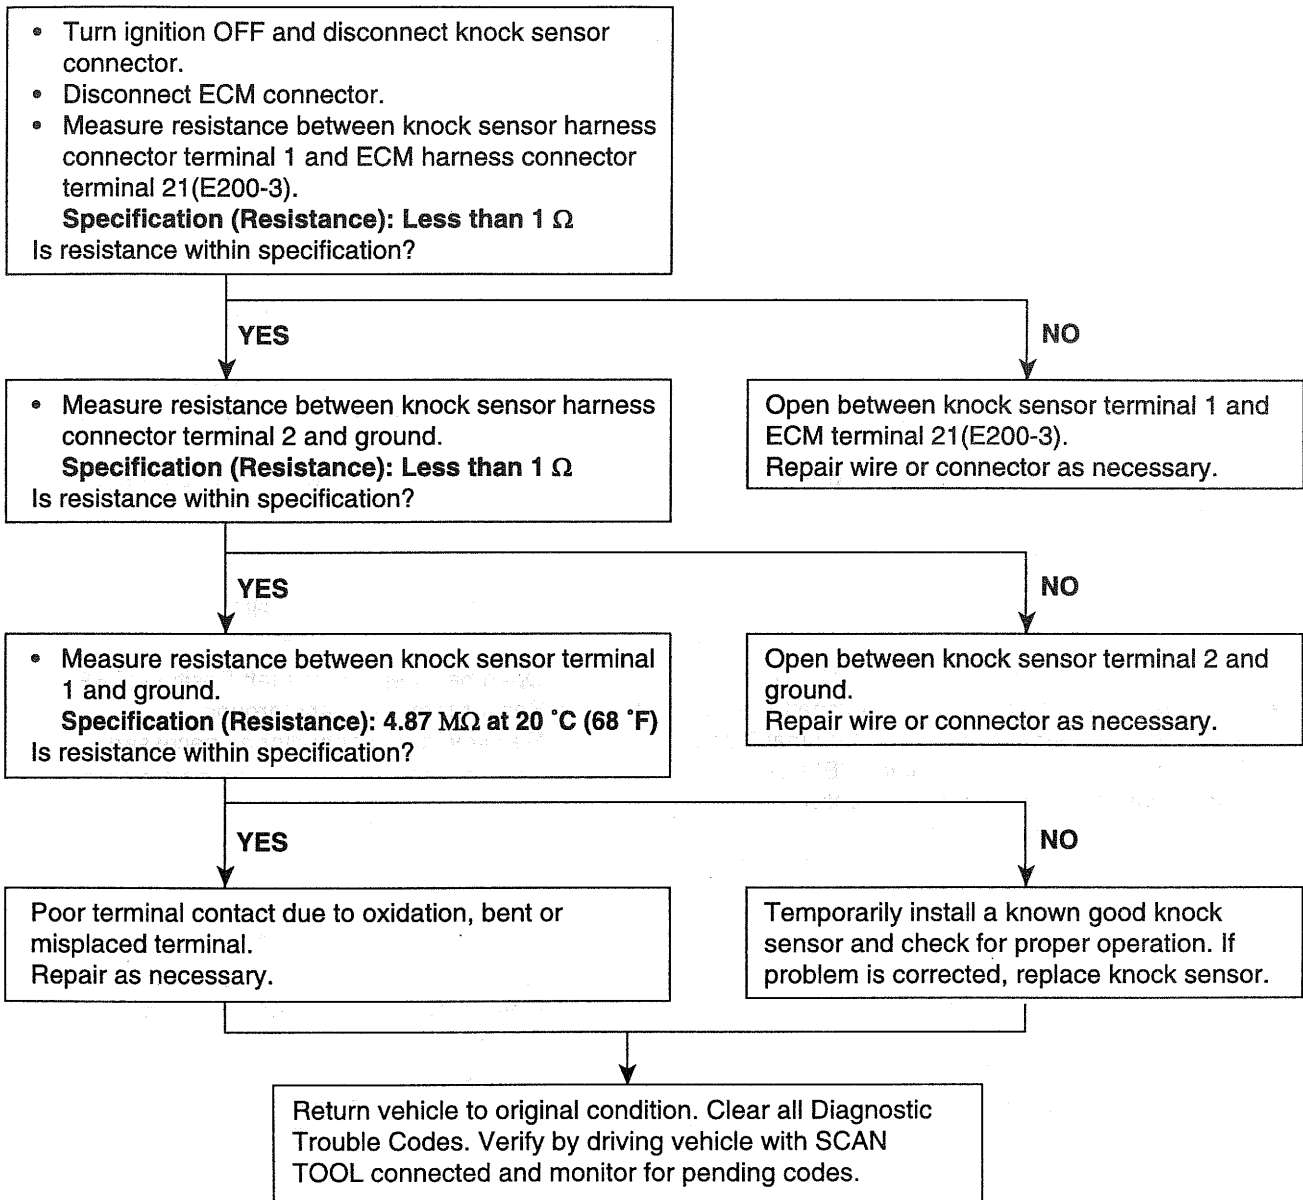 • Turn ignition OFF and disconnect knock sensor
connector.
• Disconnect ECM connector.
• Measure resistance between knock sensor harness
connector terminal 1 and ECM harness connector
terminal 21(E200-3).
Specification (Resistance): Less than 1 Ω
Is resistance within specification?
YES
NO
• Measure resistance between knock sensor harness
connector terminal 2 and ground.
Specification (Resistance): Less than 1 Ω
Is resistance within specification?
Open between knock sensor terminal 1 and
ECM terminal 21(E200-3).
Repair wire or connector as necessary.
YES
NO
• Measure resistance between knock sensor terminal
1 and ground.
Specification (Resistance): 4.87 MΩ at 20 ˚C (68 ˚F)
Is resistance within specification?
Open between knock sensor terminal 2 and
ground.
Repair wire or connector as necessary.
YES
NO
Poor terminal contact due to oxidation, bent or
misplaced terminal.
Repair as necessary.
Temporarily install a known good knock
sensor and check for proper operation. If
problem is corrected, replace knock sensor.
Return vehicle to original condition. Clear all Diagnostic
Trouble Codes. Verify by driving vehicle with SCAN
TOOL connected and monitor for pending codes.